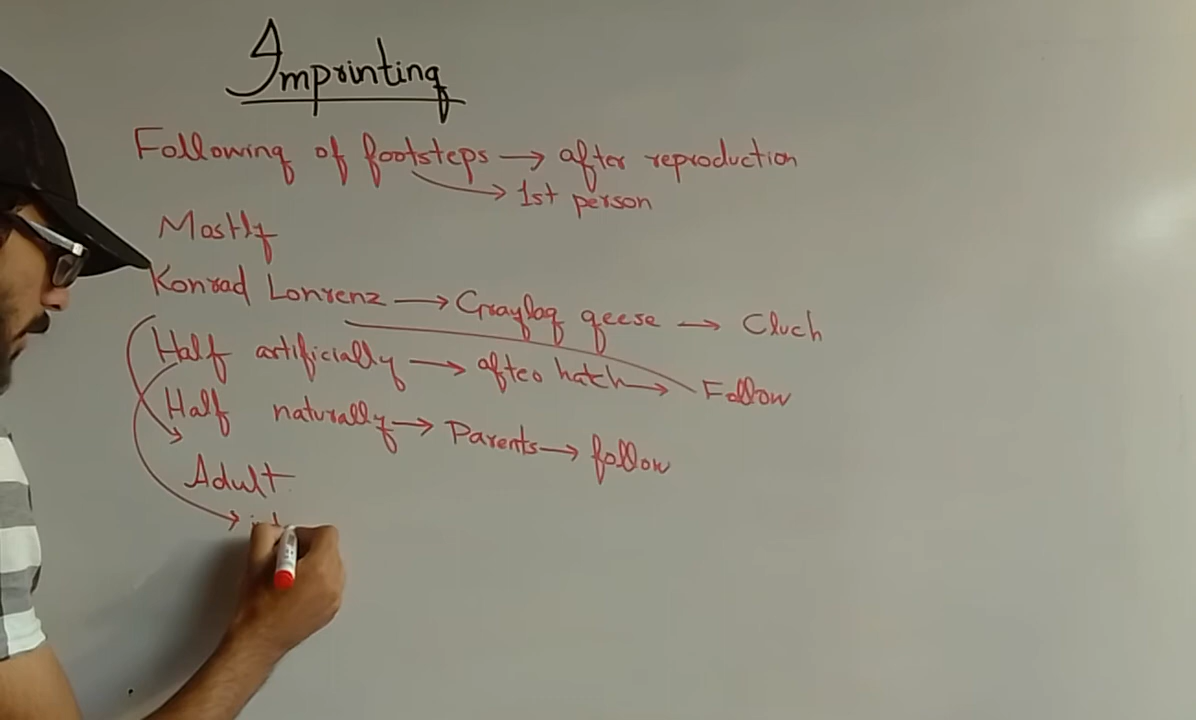 Imprinting
Following of footsteps → after reproduction
→ 1st person
Mostly
Konrad Lonrenz → Graylag geese → Cluch
Half artificially → after hatch → Follow
Half naturally → Parents → follow
Adult